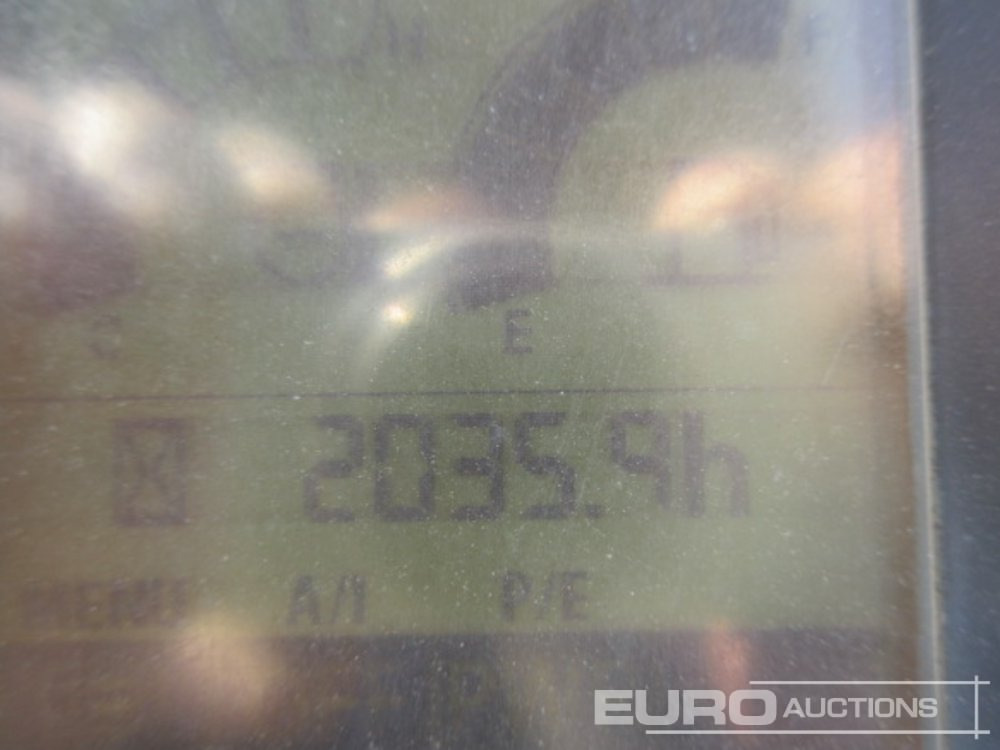 E
2035.9h
MENU A/I P/E
EURO AUCTIONS